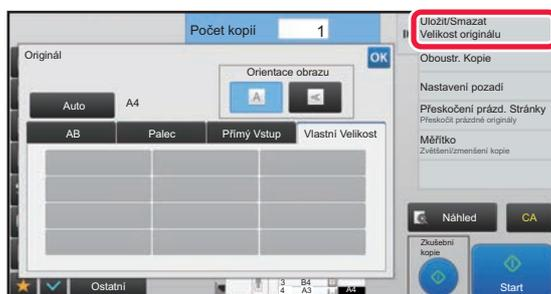 Počet kopií 1
Originál
OK
Orientace obrazu
A A
Auto A4
AB Palec Přímý Vstup Vlastní Velikost
Uložit/Smazat
Velikost originálu
Oboustr. Kopie
Nastavení pozadí
Přeskočení prázd. Stránky
Přeskočit prázdné originály
Měřítko
Zvětšení/zmenšení kopie
Náhled CA
Zkušební
kopie
Start
Ostatní
3 B4
4 A3
A4